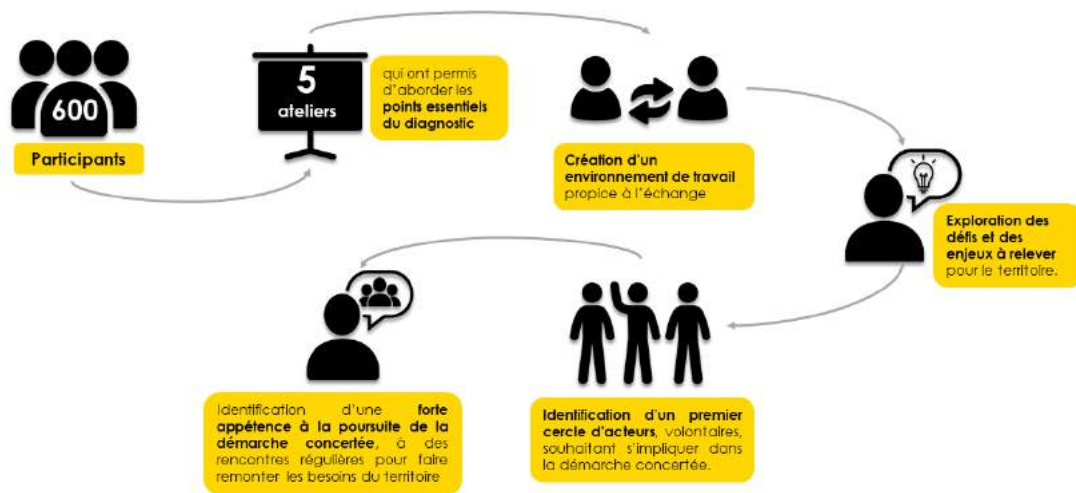 600
Participants
5
ateliers
qui ont permis
d'aborder les
points essentiels
du diagnostic
Création d'un
environnement de travail
propice à l'échange
Exploration des
défis et des
enjeux à relever
pour le territoire.
Identification d'un premier
cercle d'acteurs, volontaires,
souhaitant s'impliquer dans
la démarche concertée.
Identification d'une forte
appétence à la poursuite de la
démarche concertée, à des
rencontres régulières pour faire
remonter les besoins du territoire